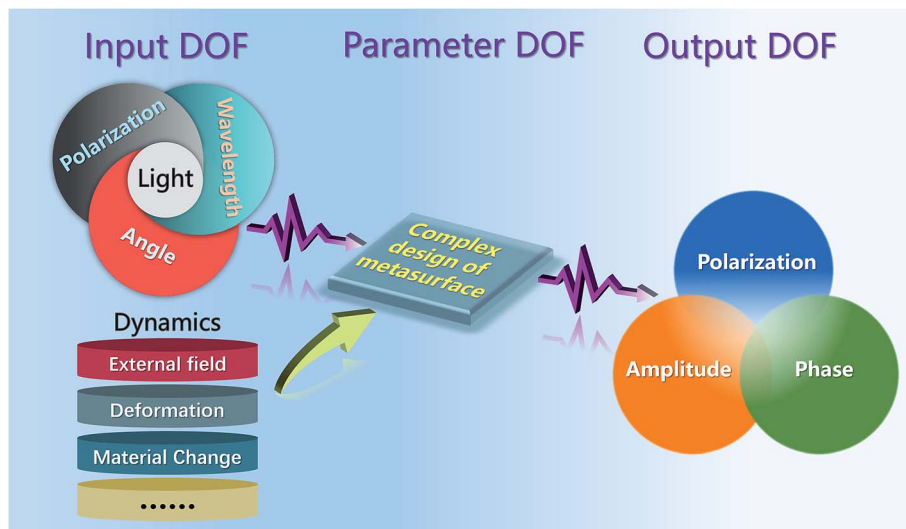 Input DOF
Parameter DOF
Output DOF
Polarization
Wavelength
Light
Angle
Dynamics
External field
Deformation
Material Change
••••••
Complex
design of
metasurface
Polarization
Amplitude
Phase